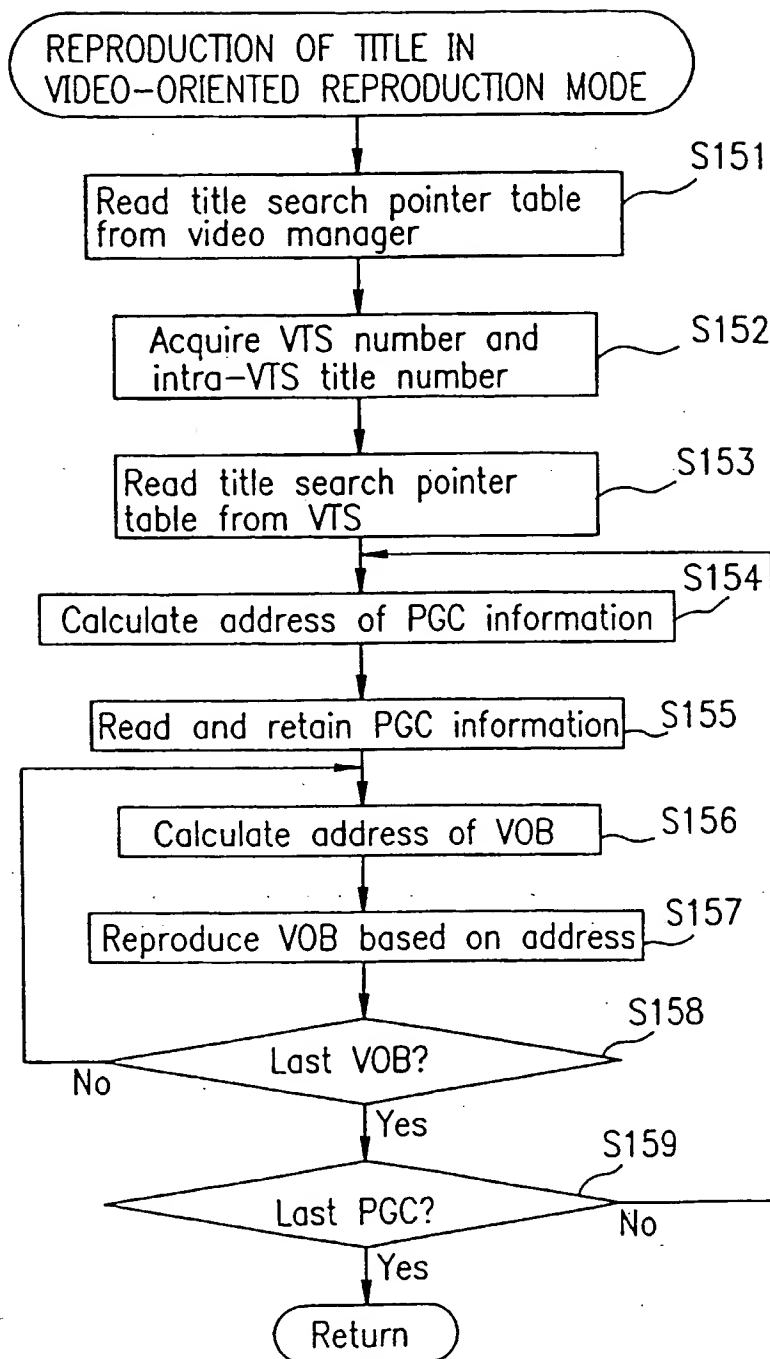 REPRODUCTION OF TITLE IN
VIDEO-ORIENTED REPRODUCTION MODE
S151
Read title search pointer table
from video manager
S152
Acquire VTS number and
intra-VTS title number
S153
Read title search pointer
table from VTS
S154
Calculate address of PGC information
S155
Read and retain PGC information
S156
Calculate address of VOB
S157
Reproduce VOB based on address
S158
Last VOB?
No
Yes
S159
Last PGC?
No
Yes
Return